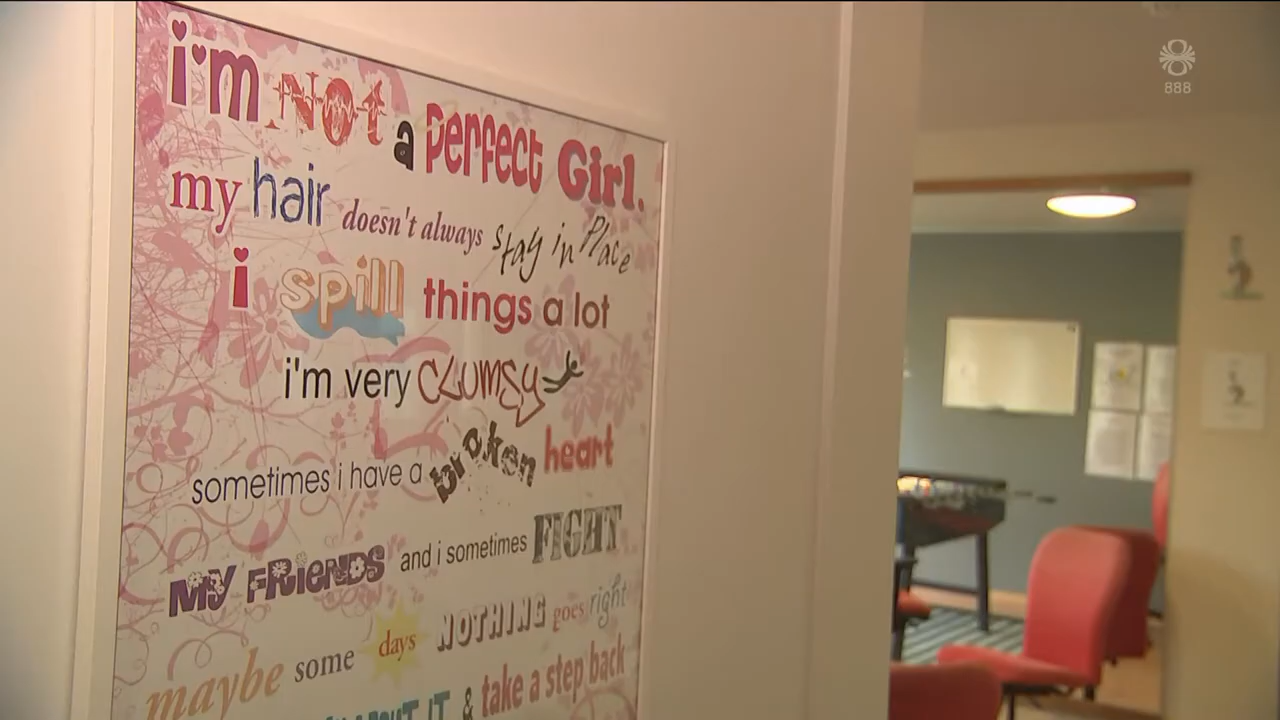 i'm NOt a perfect Girl.
my hair doesn't always stay in Place
i spill things a lot
i'm very CLUMSY
sometimes i have a broken heart
MY FRiENDS and i sometimes FIGHT
maybe some days NOTHING goes right
IT & take a step back
888